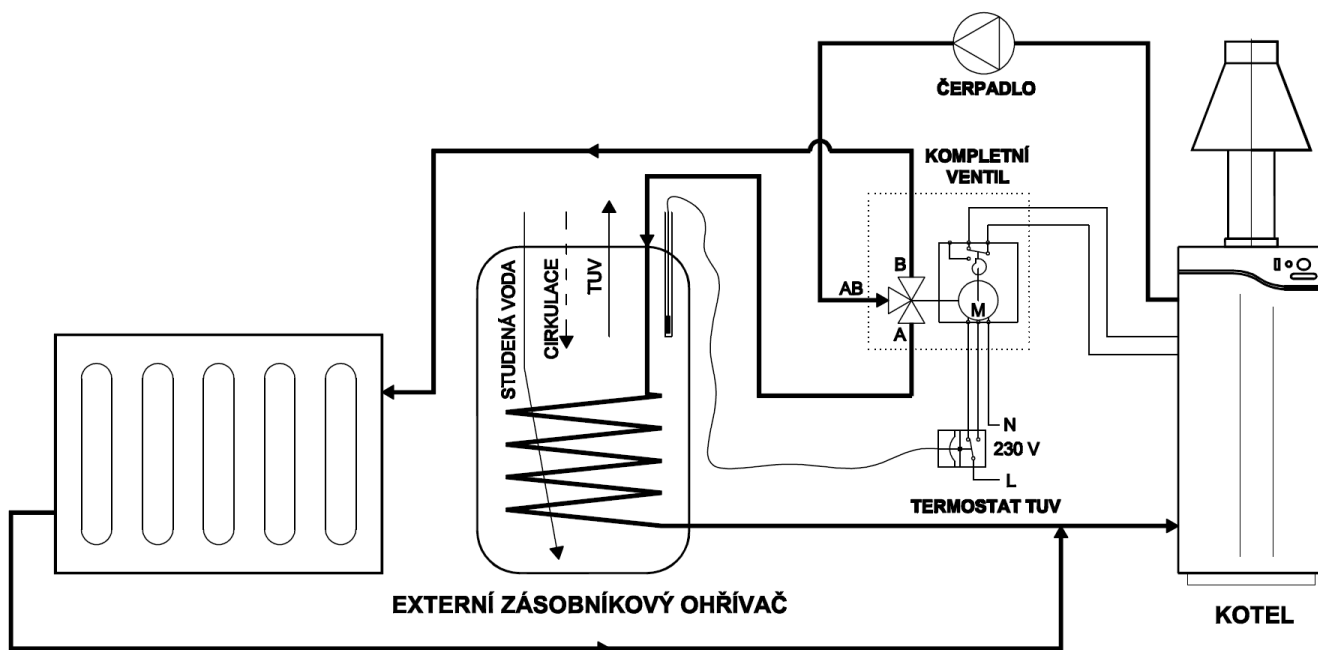 ČERPADLO
KOMPLETNÍ
VENTIL
STUDENÁ VODA
CIRKULACE
TUV
B
AB
M
A
N
230 V
L
TERMOSTAT TUV
EXTERNÍ ZÁSOBNÍKOVÝ OHŘÍVAČ
KOTEL